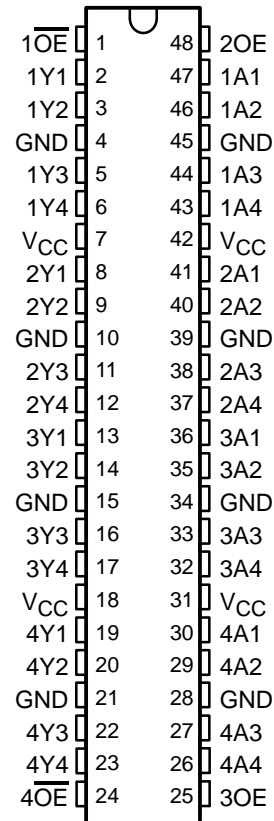 1O̅E̅ 1 48 2OE
1Y1 2 47 1A1
1Y2 3 46 1A2
GND 4 45 GND
1Y3 5 44 1A3
1Y4 6 43 1A4
VCC 7 42 VCC
2Y1 8 41 2A1
2Y2 9 40 2A2
GND 10 39 GND
2Y3 11 38 2A3
2Y4 12 37 2A4
3Y1 13 36 3A1
3Y2 14 35 3A2
GND 15 34 GND
3Y3 16 33 3A3
3Y4 17 32 3A4
VCC 18 31 VCC
4Y1 19 30 4A1
4Y2 20 29 4A2
GND 21 28 GND
4Y3 22 27 4A3
4Y4 23 26 4A4
4O̅E̅ 24 25 3OE